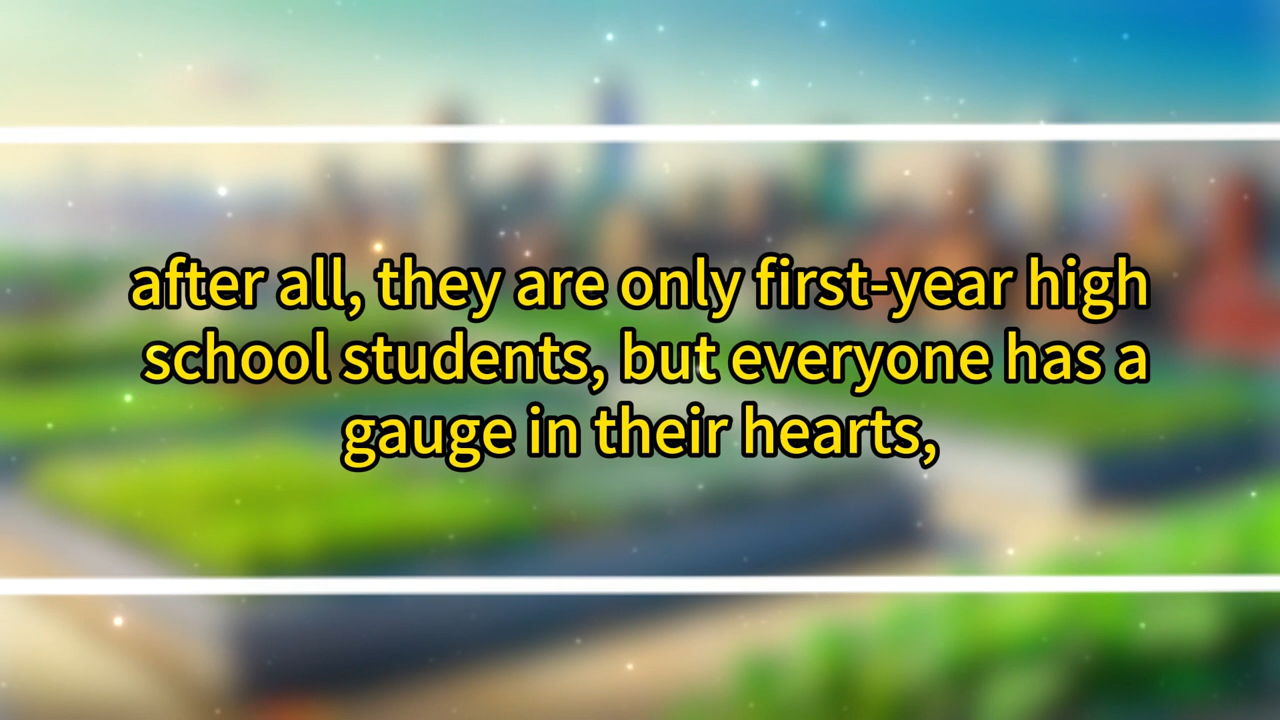 after all, they are only first-year high
school students, but everyone has a
gauge in their hearts,